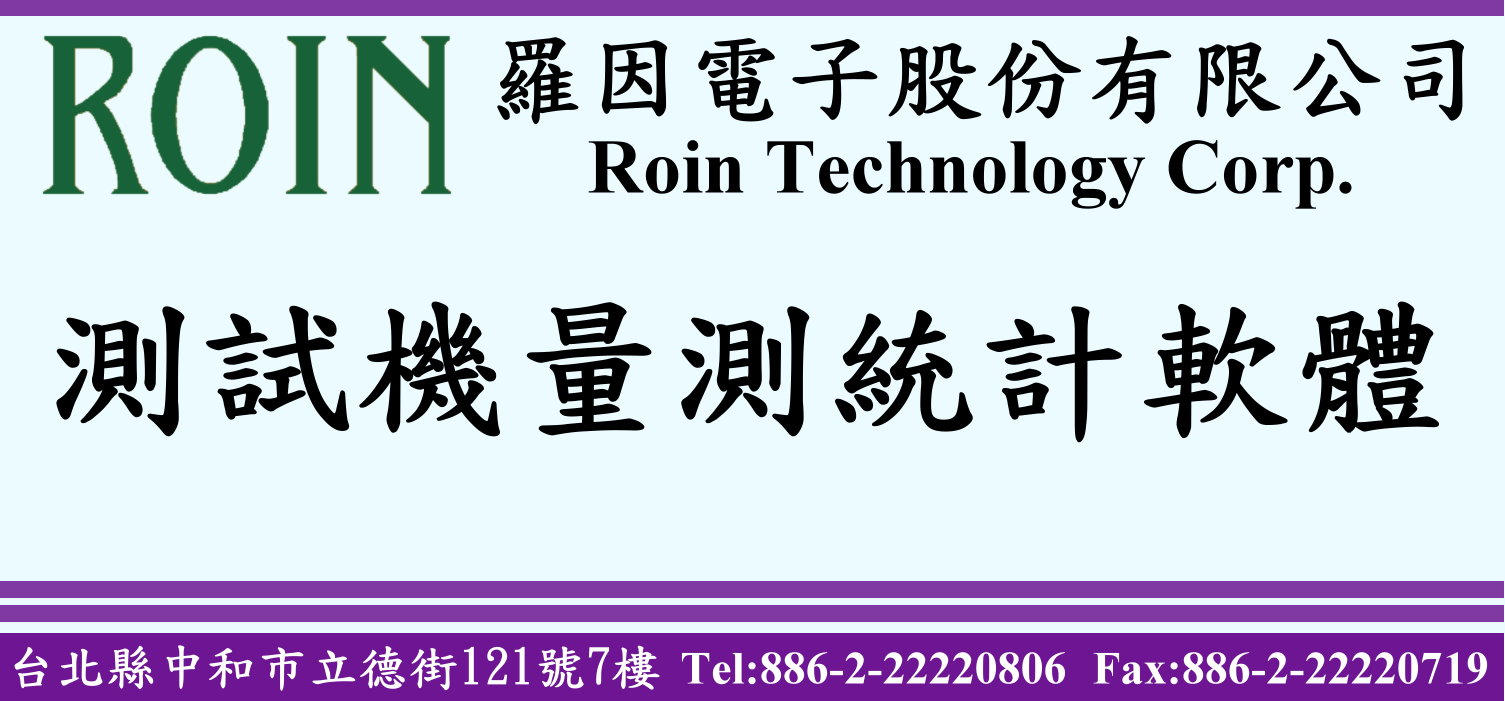 ROIN 羅因電子股份有限公司
Roin Technology Corp.
測試機量測統計軟體
台北縣中和市立德街121號7樓 Tel:886-2-22220806 Fax:886-2-22220719